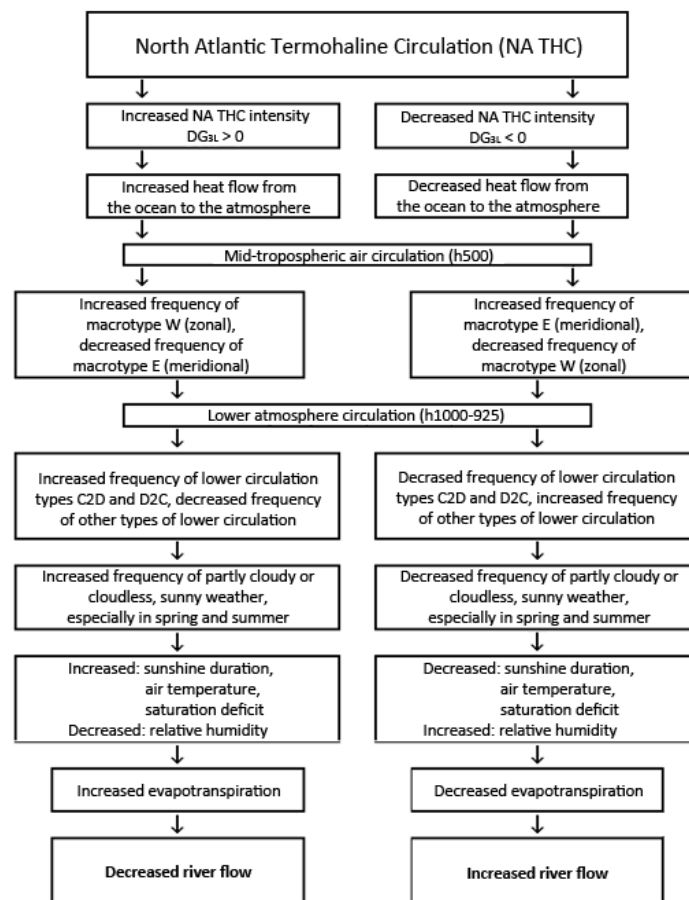 North Atlantic Termohaline Circulation (NA THC)
Increased NA THC intensity
DG₃ₗ > 0
Decreased NA THC intensity
DG₃ₗ < 0
Increased heat flow from
the ocean to the atmosphere
Decreased heat flow from
the ocean to the atmosphere
Mid-tropospheric air circulation (h500)
Increased frequency of
macrotype W (zonal),
decreased frequency of
macrotype E (meridional)
Increased frequency of
macrotype E (meridional),
decreased frequency of
macrotype W (zonal)
Lower atmosphere circulation (h1000-925)
Increased frequency of lower circulation
types C2D and D2C, decreased frequency
of other types of lower circulation
Decrased frequency of lower circulation
types C2D and D2C, increased frequency
of other types of lower circulation
Increased frequency of partly cloudy or
cloudless, sunny weather,
especially in spring and summer
Decreased frequency of partly cloudy or
cloudless, sunny weather,
especially in spring and summer
Increased: sunshine duration,
air temperature,
saturation deficit
Decreased: relative humidity
Decreased: sunshine duration,
air temperature,
saturation deficit
Increased: relative humidity
Increased evapotranspiration
Decreased evapotranspiration
Decreased river flow
Increased river flow